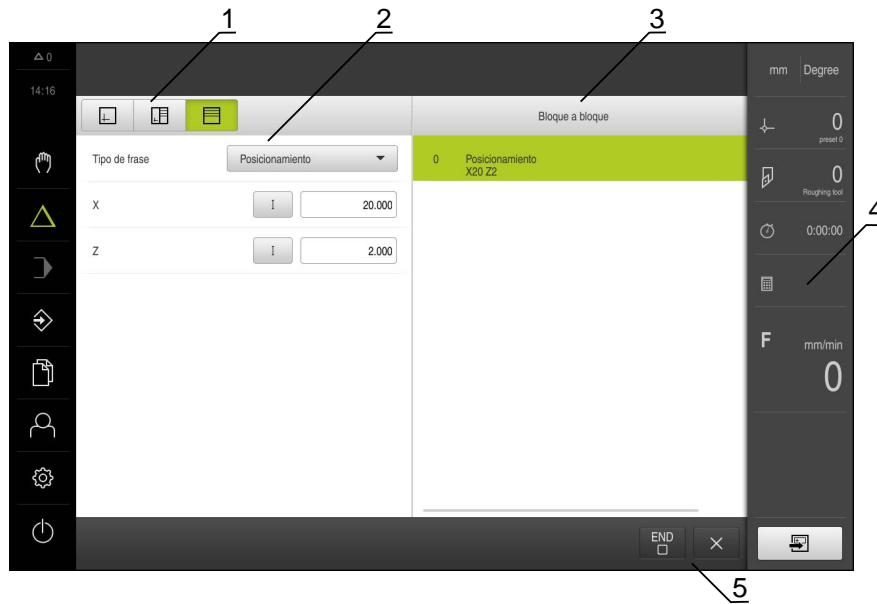 1
2
3
0
14:16
mm Degree
Bloque a bloque
0
preset 0
Tipo de frase Posicionamiento
0 Posicionamiento
X20 Z2
0
Roughing tool
X I 20.000
4
0:00:00
Z I 2.000
F mm/min
0
END
5